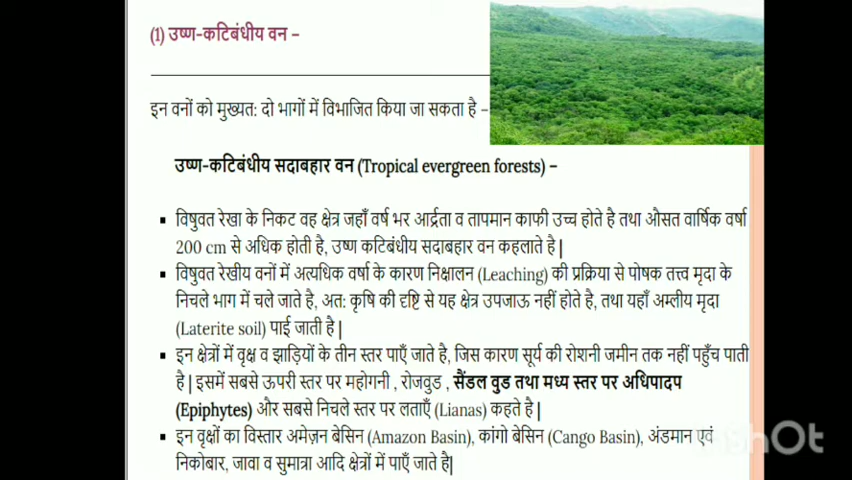 (1) उष्ण-कटिबंधीय वन –
इन वनों को मुख्यत: दो भागों में विभाजित किया जा सकता है –
उष्ण-कटिबंधीय सदाबहार वन (Tropical evergreen forests) –
▪ विषुवत रेखा के निकट वह क्षेत्र जहाँ वर्ष भर आर्द्रता व तापमान काफी उच्च होते है तथा औसत वार्षिक वर्षा
200 cm से अधिक होती है, उष्ण कटिबंधीय सदाबहार वन कहलाते है |
▪ विषुवत रेखीय वनों में अत्यधिक वर्षा के कारण निक्षालन (Leaching) की प्रक्रिया से पोषक तत्त्व मृदा के
निचले भाग में चले जाते है, अत: कृषि की दृष्टि से यह क्षेत्र उपजाऊ नहीं होते है, तथा यहाँ अम्लीय मृदा
(Laterite soil) पाई जाती है |
▪ इन क्षेत्रों में वृक्ष व झाड़ियों के तीन स्तर पाएँ जाते है, जिस कारण सूर्य की रोशनी जमीन तक नहीं पहुँच पाती
है | इसमें सबसे ऊपरी स्तर पर महोगनी , रोजवुड , सैंडल वुड तथा मध्य स्तर पर अधिपादप
(Epiphytes) और सबसे निचले स्तर पर लताएँ (Lianas) कहते है |
▪ इन वृक्षों का विस्तार अमेज़न बेसिन (Amazon Basin), कांगो बेसिन (Cango Basin), अंडमान एवं
निकोबार, जावा व सुमात्रा आदि क्षेत्रों में पाएँ जाते है|